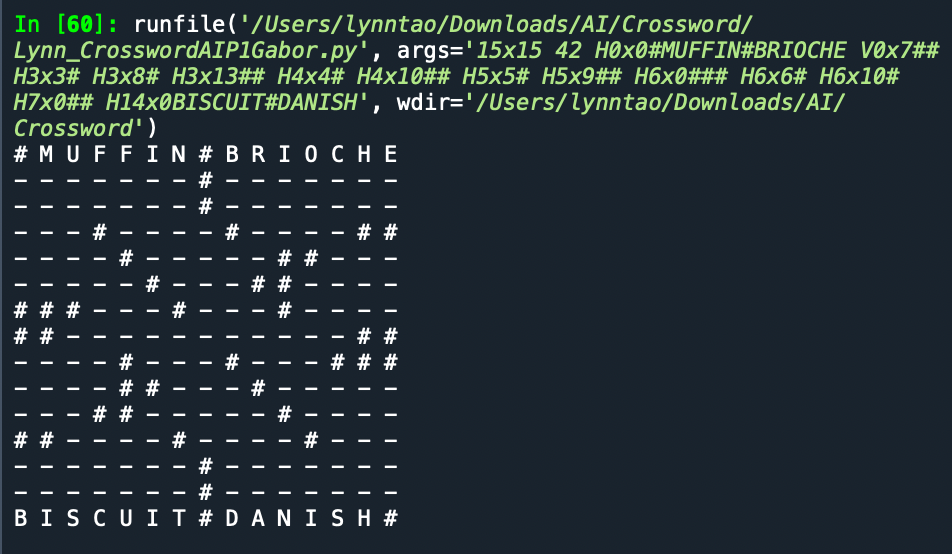 In [60]: runfile('/Users/lynntao/Downloads/AI/Crossword/
Lynn_CrosswordAIP1Gabor.py', args='15x15 42 H0x0#MUFFIN#BRIOCHE V0x7##
H3x3# H3x8# H3x13## H4x4# H4x10## H5x5# H5x9## H6x0### H6x6# H6x10#
H7x0## H14x0BISCUIT#DANISH', wdir='/Users/lynntao/Downloads/AI/
Crossword')
# M U F F I N # B R I O C H E
- - - - - - - # - - - - - - -
- - - - - - - # - - - - - - -
- - - # - - - - # - - - - # #
- - - - # - - - - - # # - - -
- - - - - # - - - # # - - - -
# # # - - - # - - - # - - - -
# # - - - - - - - - - - - # #
- - - - # - - - # - - - # # #
- - - - # # - - - # - - - - -
- - - # # - - - - - # - - - -
# # - - - - # - - - - # - - -
- - - - - - - # - - - - - - -
- - - - - - - # - - - - - - -
B I S C U I T # D A N I S H #